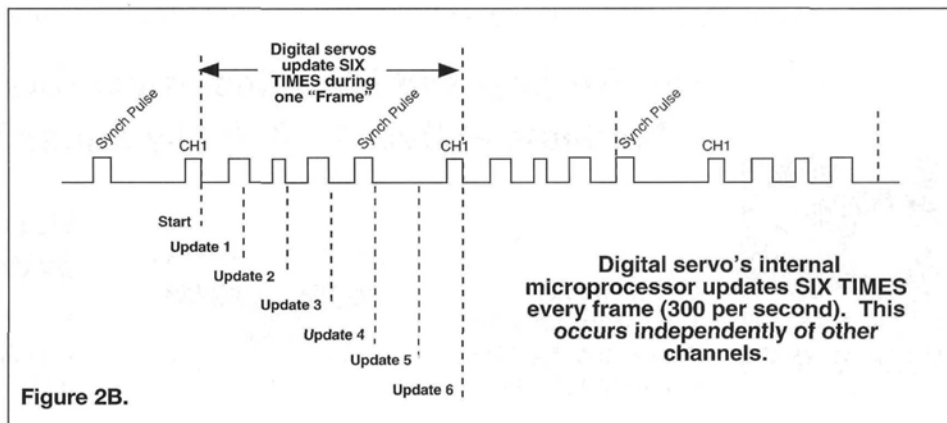 Digital servos
update SIX
TIMES during
one "Frame"
Synch Pulse
CH1
Synch Pulse
CH1
Synch Pulse
CH1
Start
Update 1
Update 2
Update 3
Update 4
Update 5
Update 6
Digital servo's internal
microprocessor updates SIX TIMES
every frame (300 per second). This
occurs independently of other
channels.
Figure 2B.